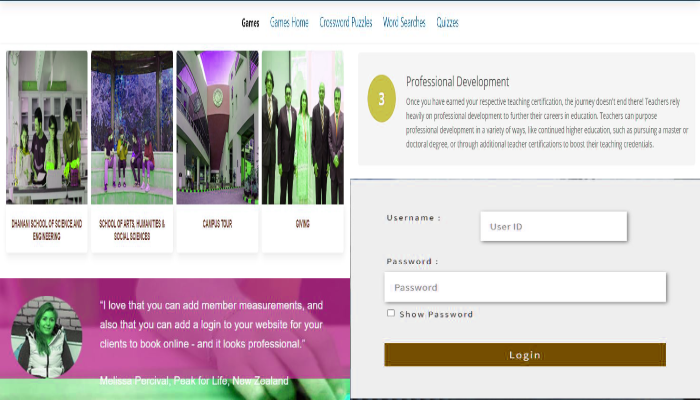 Games Games Home Crossword Puzzles Word Searches Quizzes
DHANANI SCHOOL OF SCIENCE AND
ENGINEERING
SCHOOL OF ARTS, HUMANITIES &
SOCIAL SCIENCES
CAMPUS TOUR
GIVING
3
Professional Development
Once you have earned your respective teaching certification, the journey doesn't end there! Teachers rely
heavily on professional development to further their careers in education. Teachers can purpose
professional development in a variety of ways, like continued higher education, such as pursuing a master or
doctoral degree, or through additional teacher certifications to boost their teaching credentials.
"I love that you can add member measurements, and
also that you can add a login to your website for your
clients to book online - and it looks professional."
Melissa Percival, Peak for Life, New Zealand
Username :
User ID
Password :
Password
Show Password
Login